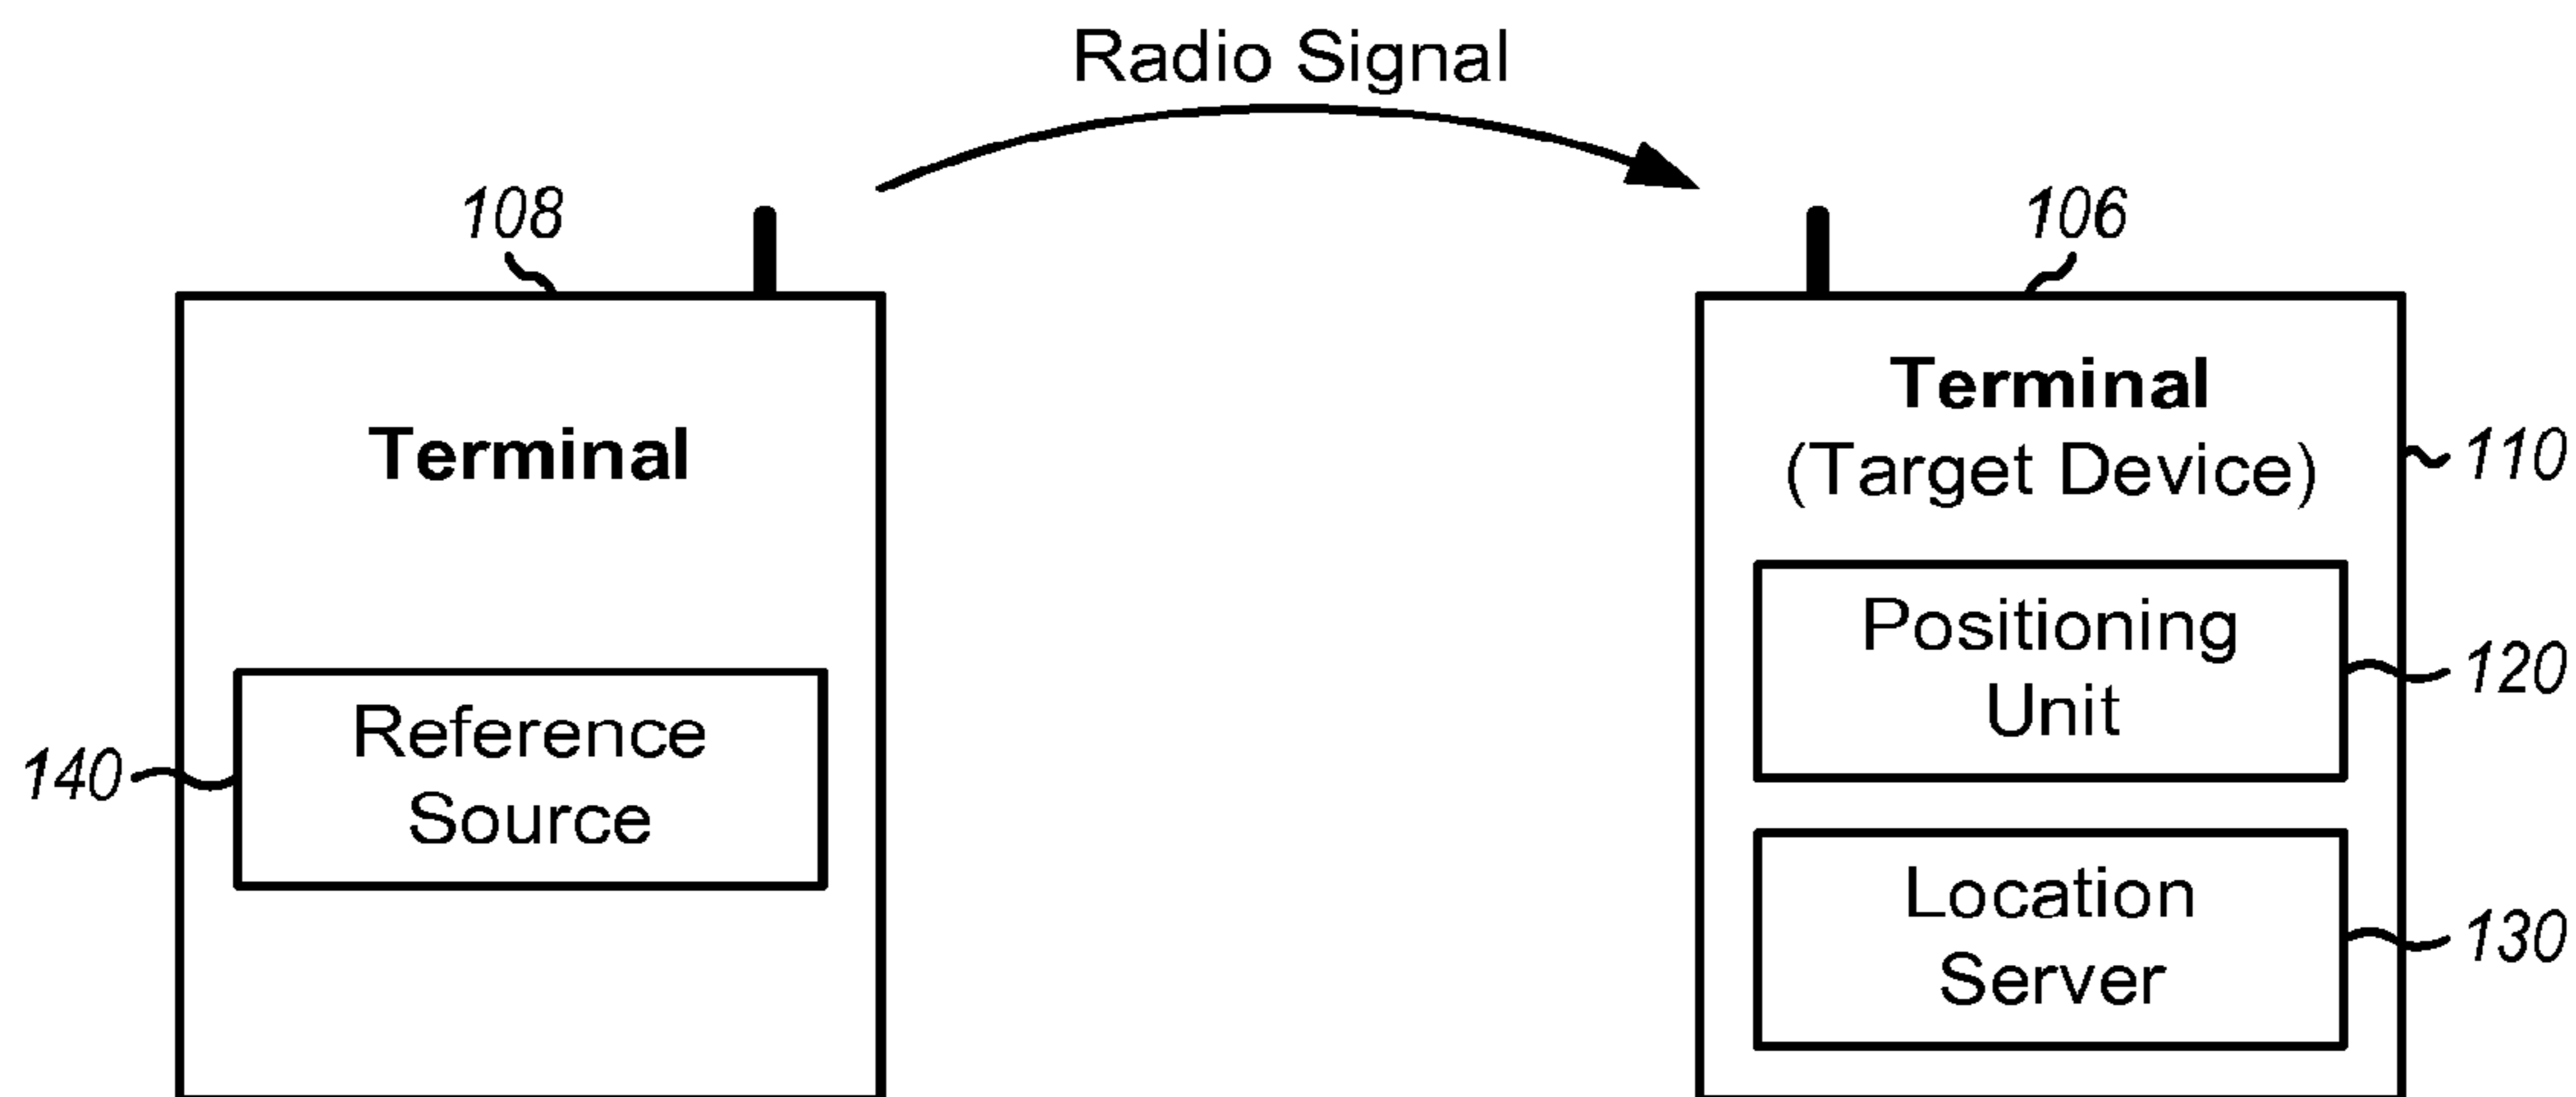 Radio Signal
108
106
Terminal
Terminal
(Target Device)
110
Reference
Source
140
Positioning
Unit
120
Location
Server
130